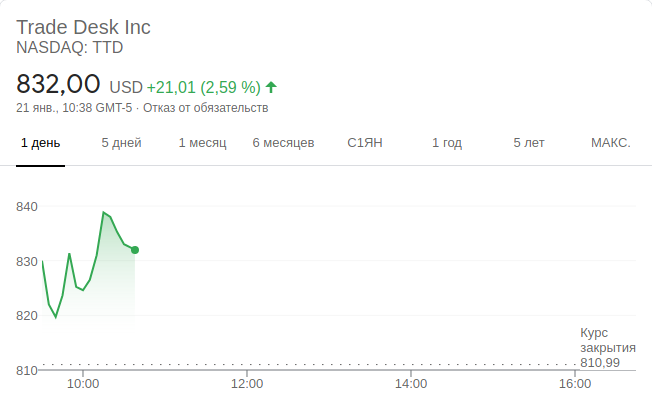 Trade Desk Inc
NASDAQ: TTD
832,00 USD +21,01 (2,59 %)
21 янв., 10:38 GMT-5 · Отказ от обязательств
1 день 5 дней 1 месяц 6 месяцев С1ЯН 1 год 5 лет МАКС.
840
830
820
Курс
закрытия
810,99
810
10:00 12:00 14:00 16:00